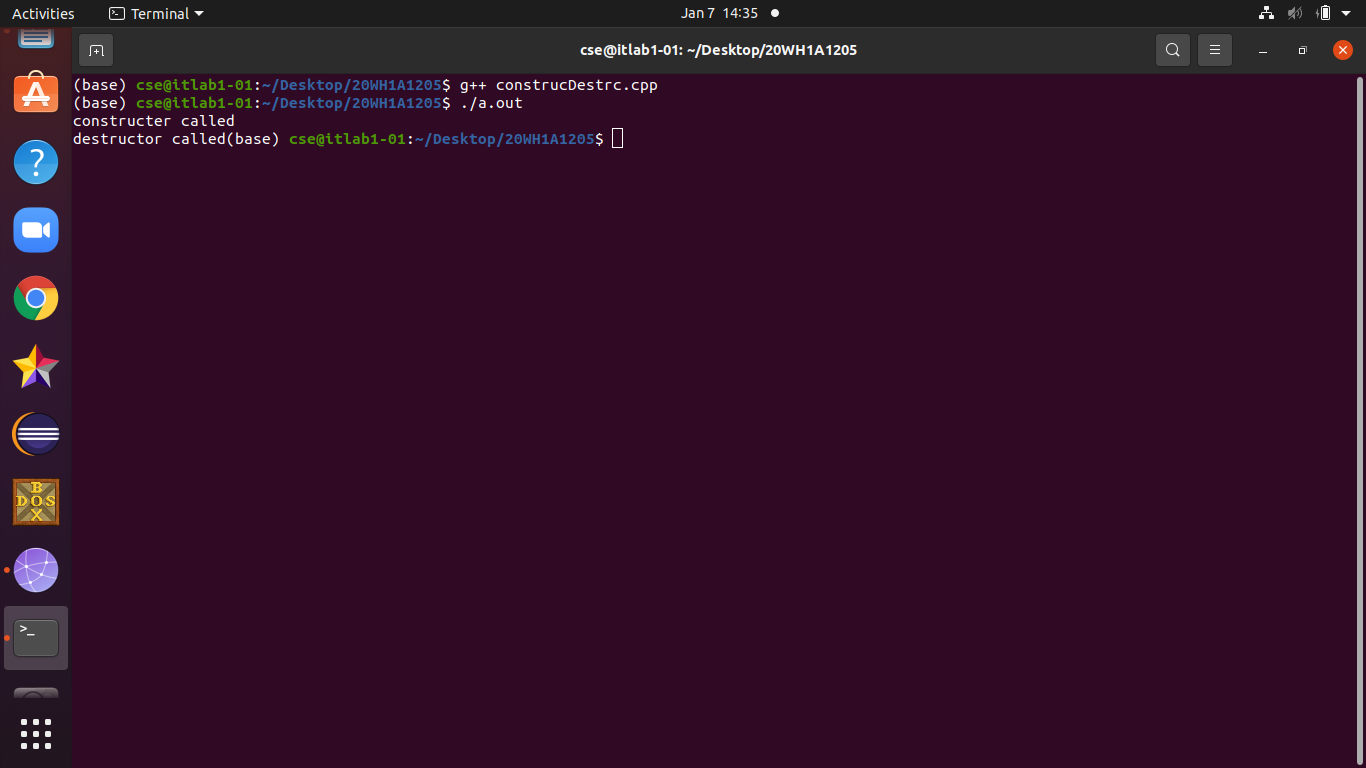 Activities Terminal Jan 7 14:35
cse@itlab1-01: ~/Desktop/20WH1A1205
(base) cse@itlab1-01:~/Desktop/20WH1A1205$ g++ construcDestrc.cpp
(base) cse@itlab1-01:~/Desktop/20WH1A1205$ ./a.out
constructer called
destructor called(base) cse@itlab1-01:~/Desktop/20WH1A1205$
A
?
B
DOS
X
>_